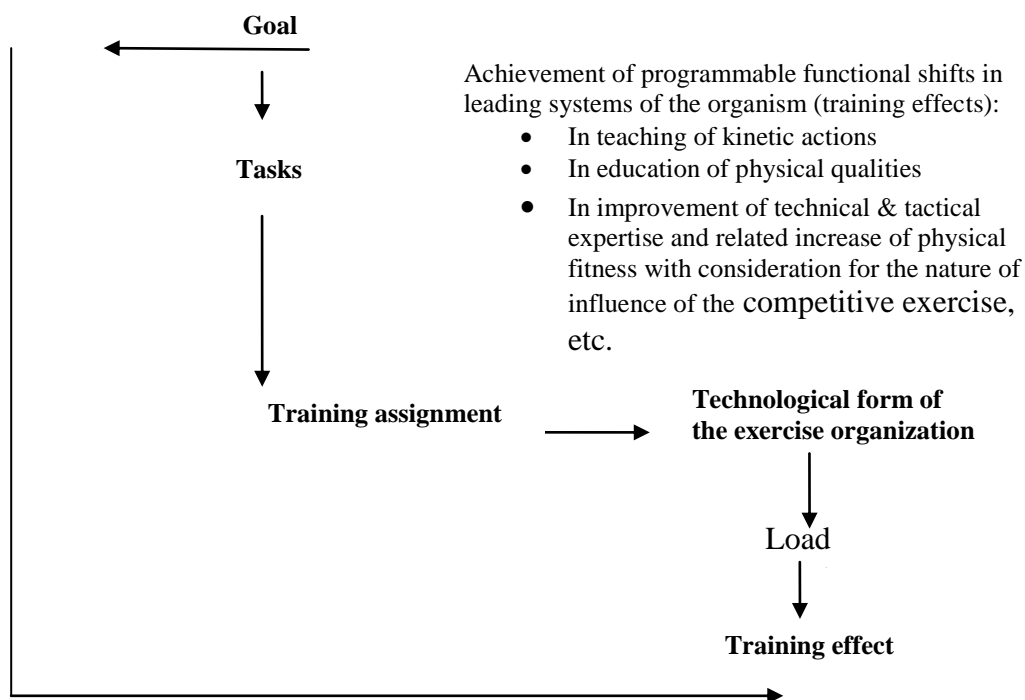 Goal
Achievement of programmable functional shifts in
leading systems of the organism (training effects):
• In teaching of kinetic actions
Tasks
• In education of physical qualities
• In improvement of technical & tactical
expertise and related increase of physical
fitness with consideration for the nature of
influence of the competitive exercise,
etc.
Training assignment
Technological form of
the exercise organization
Load
Training effect